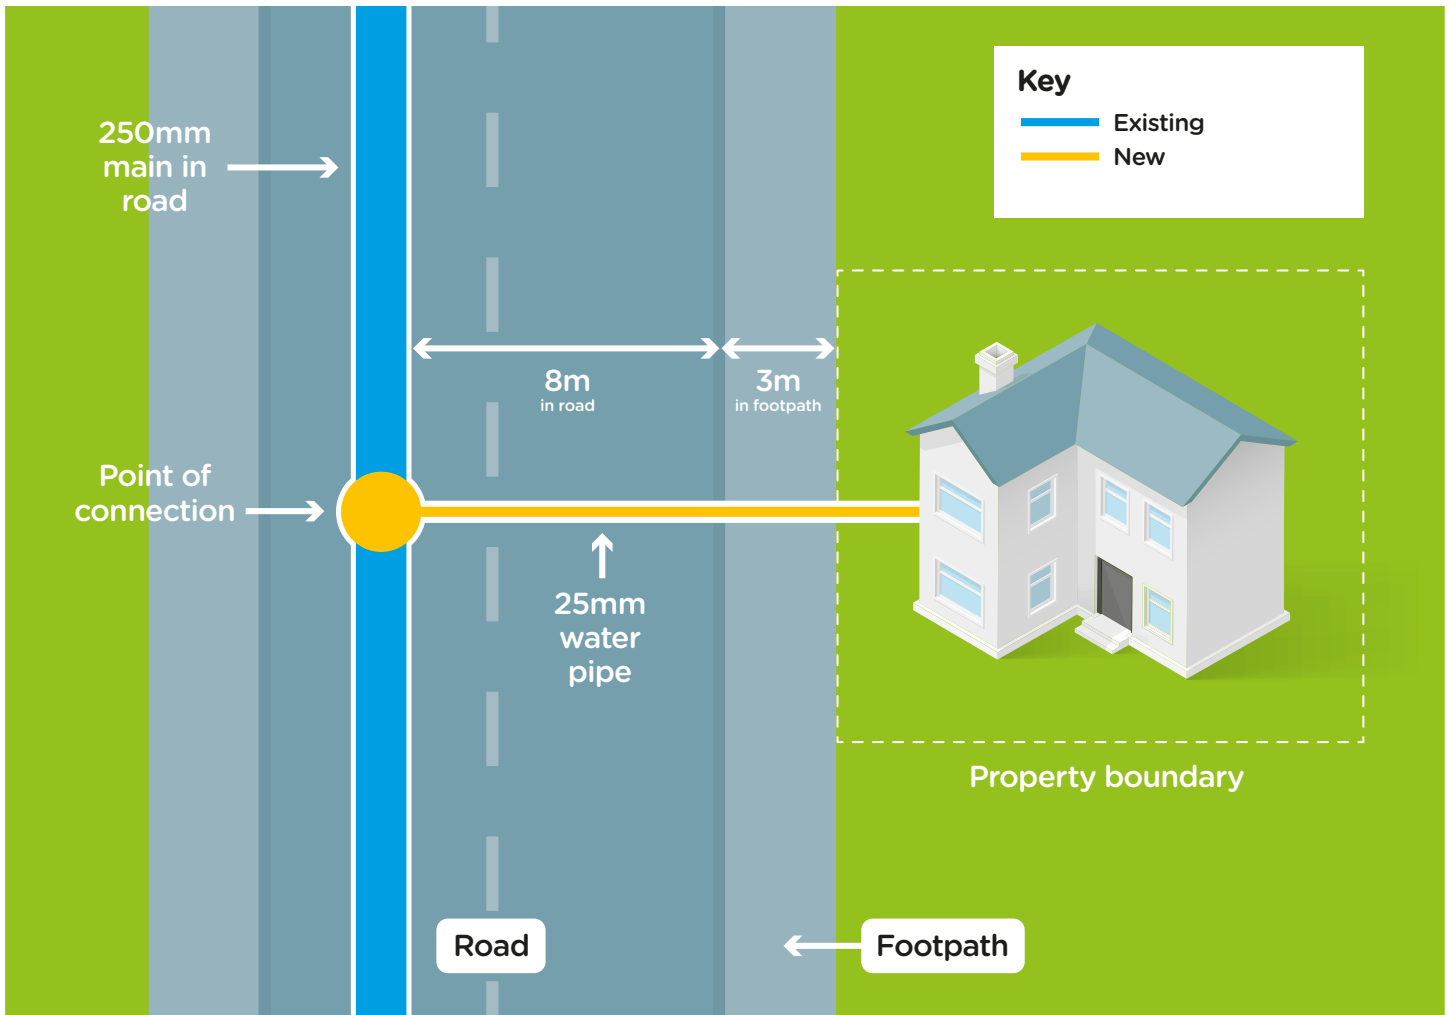 Key
Existing
New
250mm
main in
road
8m
in road
3m
in footpath
Point of
connection
25mm
water
pipe
Property boundary
Road
Footpath